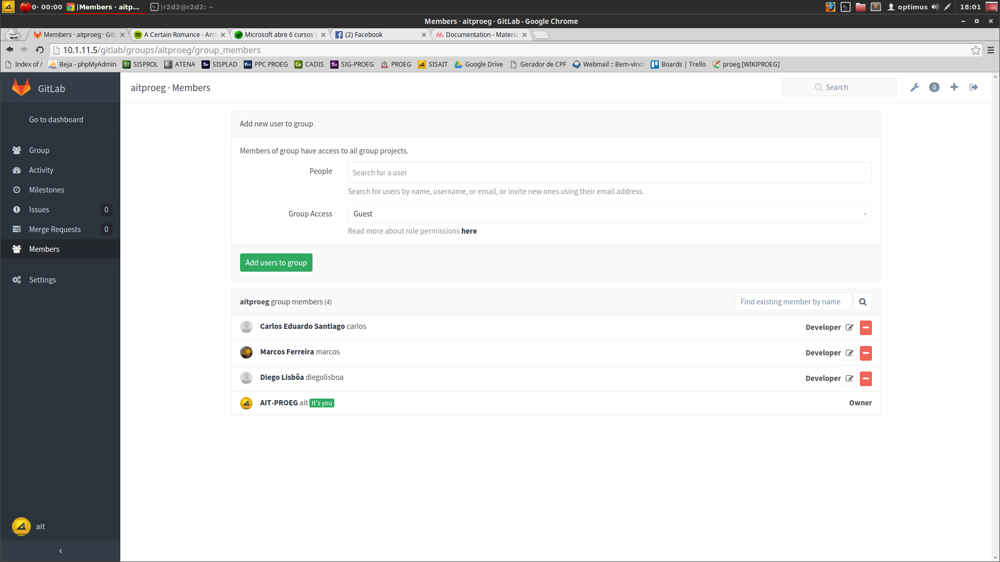 0· 00:00 |Members · aitp... |r2d2@r2d2: ~ optimus 18:01
Members · aitproeg · GitLab - Google Chrome
Members · aitproeg · Gitl A Certain Romance - Arct Microsoft abre 6 cursos g (2) Facebook Documentation - Materia
10.1.11.5/gitlab/groups/aitproeg/group_members
Index of / Beja - phpMyAdmin SISPROL ATENA SISPLAD PPC PROEG CADIS SIG-PROEG PROEG SISAIT Google Drive Gerador de CPF Webmail :: Bem-vind Boards | Trello proeg [WIKIPROEG]
GitLab
aitproeg · Members
Search
0
Go to dashboard
Group
Activity
Milestones
Issues 0
Merge Requests 0
Members
Settings
ait
Add new user to group
Members of group have access to all group projects.
People
Search for a user
Search for users by name, username, or email, or invite new ones using their email address.
Group Access
Guest
Read more about role permissions here
Add users to group
aitproeg group members (4)
Find existing member by name
Carlos Eduardo Santiago carlos
Developer
Marcos Ferreira marcos
Developer
Diego Lisbôa diegolisboa
Developer
AIT-PROEG ait It's you
Owner